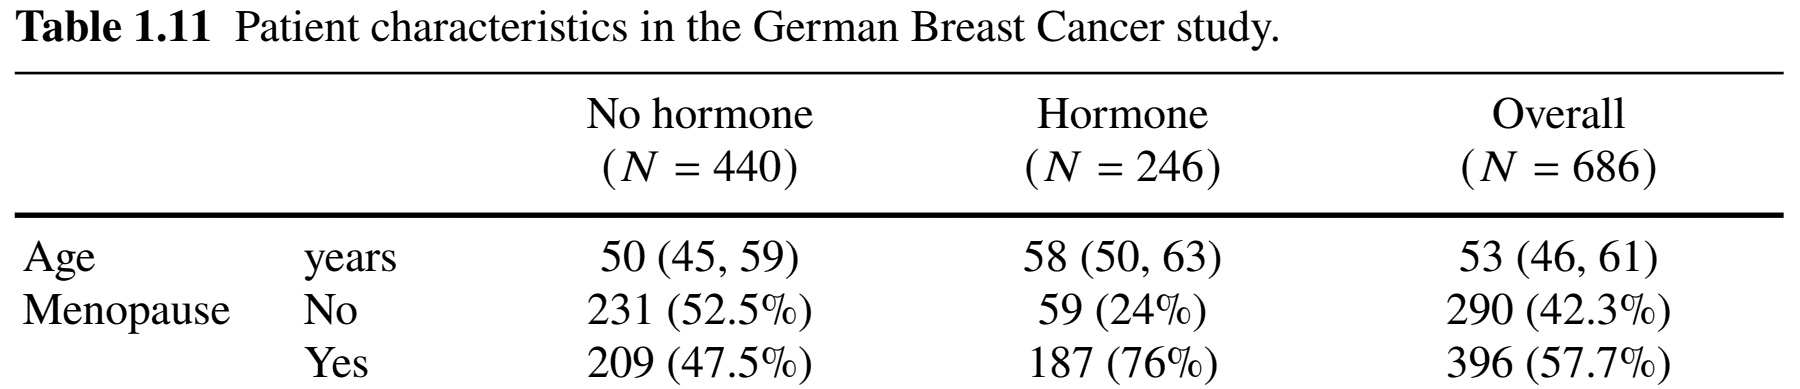 Table 1.11 Patient characteristics in the German Breast Cancer study.
No hormone Hormone Overall
(N = 440) (N = 246) (N = 686)
Age years 50 (45, 59) 58 (50, 63) 53 (46, 61)
Menopause No 231 (52.5%) 59 (24%) 290 (42.3%)
Yes 209 (47.5%) 187 (76%) 396 (57.7%)